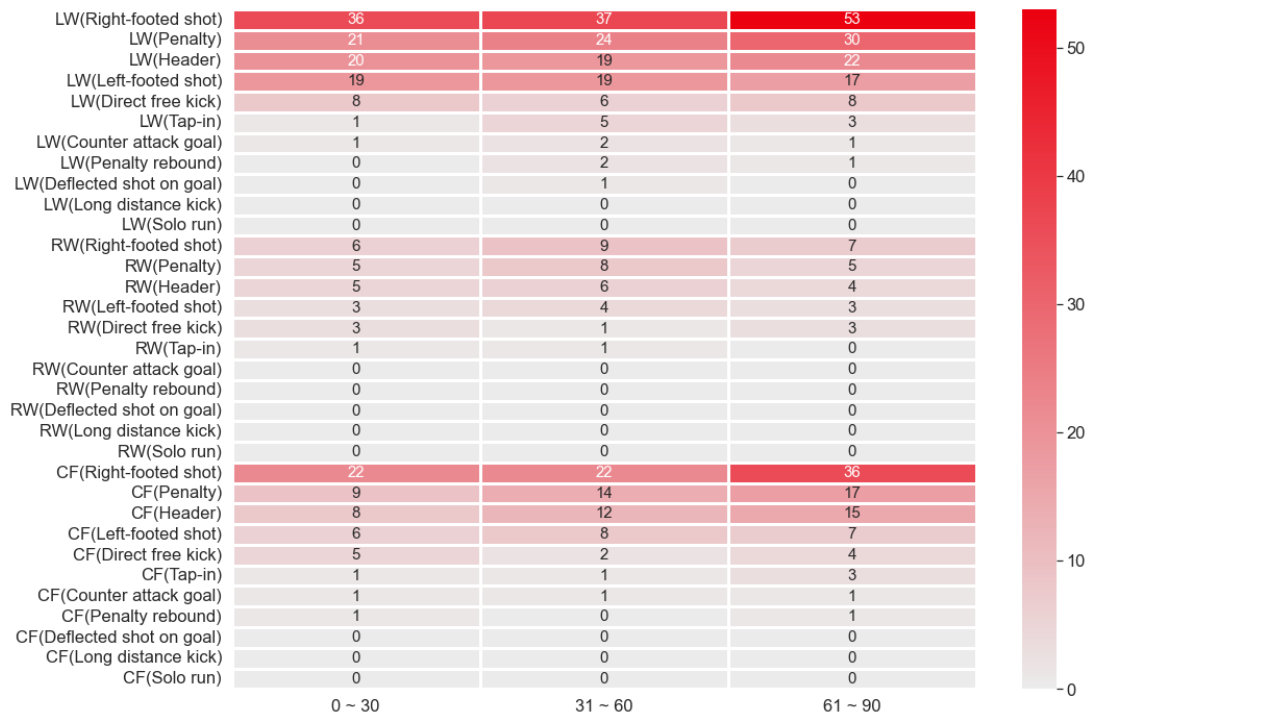 LW(Right-footed shot) 36 37 53
LW(Penalty) 21 24 30
LW(Header) 20 19 22
LW(Left-footed shot) 19 19 17
LW(Direct free kick) 8 6 8
LW(Tap-in) 1 5 3
LW(Counter attack goal) 1 2 1
LW(Penalty rebound) 0 2 1
LW(Deflected shot on goal) 0 1 0
LW(Long distance kick) 0 0 0
LW(Solo run) 0 0 0
RW(Right-footed shot) 6 9 7
RW(Penalty) 5 8 5
RW(Header) 5 6 4
RW(Left-footed shot) 3 4 3
RW(Direct free kick) 3 1 3
RW(Tap-in) 1 1 0
RW(Counter attack goal) 0 0 0
RW(Penalty rebound) 0 0 0
RW(Deflected shot on goal) 0 0 0
RW(Long distance kick) 0 0 0
RW(Solo run) 0 0 0
CF(Right-footed shot) 22 22 36
CF(Penalty) 9 14 17
CF(Header) 8 12 15
CF(Left-footed shot) 6 8 7
CF(Direct free kick) 5 2 4
CF(Tap-in) 1 1 3
CF(Counter attack goal) 1 1 1
CF(Penalty rebound) 1 0 1
CF(Deflected shot on goal) 0 0 0
CF(Long distance kick) 0 0 0
CF(Solo run) 0 0 0
0 ~ 30 31 ~ 60 61 ~ 90
50
40
30
20
10
0